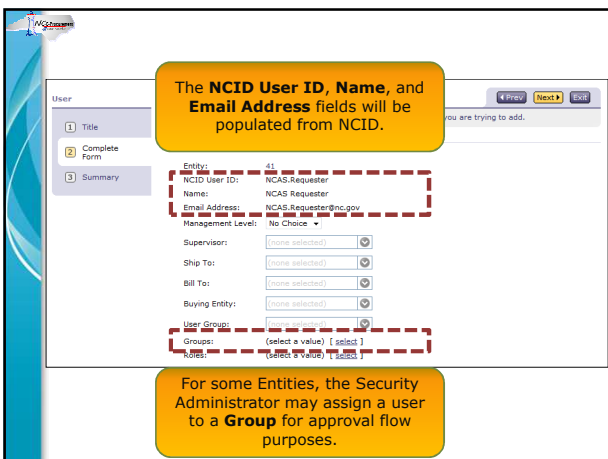 The NCID User ID, Name, and
Email Address fields will be
populated from NCID.
User
Prev Next Exit
you are trying to add.
1 Title
2 Complete
Form
3 Summary
Entity: 41
NCID User ID: NCAS.Requester
Name: NCAS Requester
Email Address: NCAS.Requester@nc.gov
Management Level: No Choice
Supervisor: (none selected)
Ship To: (none selected)
Bill To: (none selected)
Buying Entity: (none selected)
User Group: (none selected)
Groups: (select a value) [ select ]
Roles: (select a value) [ select ]
For some Entities, the Security
Administrator may assign a user
to a Group for approval flow
purposes.